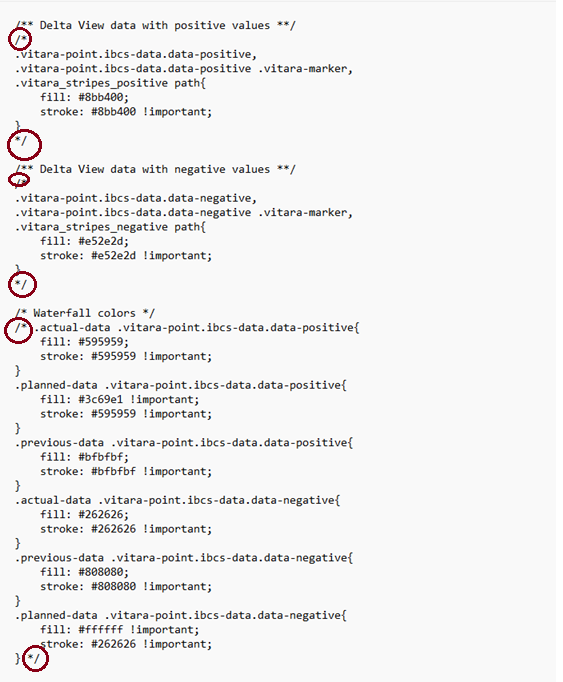 /** Delta View data with positive values **/
/*
.vitara-point.ibcs-data.data-positive,
.vitara-point.ibcs-data.data-positive .vitara-marker,
.vitara_stripes_positive path{
    fill: #8bb400;
    stroke: #8bb400 !important;
}
*/
/** Delta View data with negative values **/
/*
.vitara-point.ibcs-data.data-negative,
.vitara-point.ibcs-data.data-negative .vitara-marker,
.vitara_stripes_negative path{
    fill: #e52e2d;
    stroke: #e52e2d !important;
}
*/
/* Waterfall colors */
/* .actual-data .vitara-point.ibcs-data.data-positive{
    fill: #595959;
    stroke: #595959 !important;
}
.planned-data .vitara-point.ibcs-data.data-positive{
    fill: #3c69e1 !important;
    stroke: #595959 !important;
}
.previous-data .vitara-point.ibcs-data.data-positive{
    fill: #bfbfbf;
    stroke: #bfbfbf !important;
}
.actual-data .vitara-point.ibcs-data.data-negative{
    fill: #262626;
    stroke: #262626 !important;
}
.previous-data .vitara-point.ibcs-data.data-negative{
    fill: #808080;
    stroke: #808080 !important;
}
.planned-data .vitara-point.ibcs-data.data-negative{
    fill: #ffffff !important;
    stroke: #262626 !important;
} */